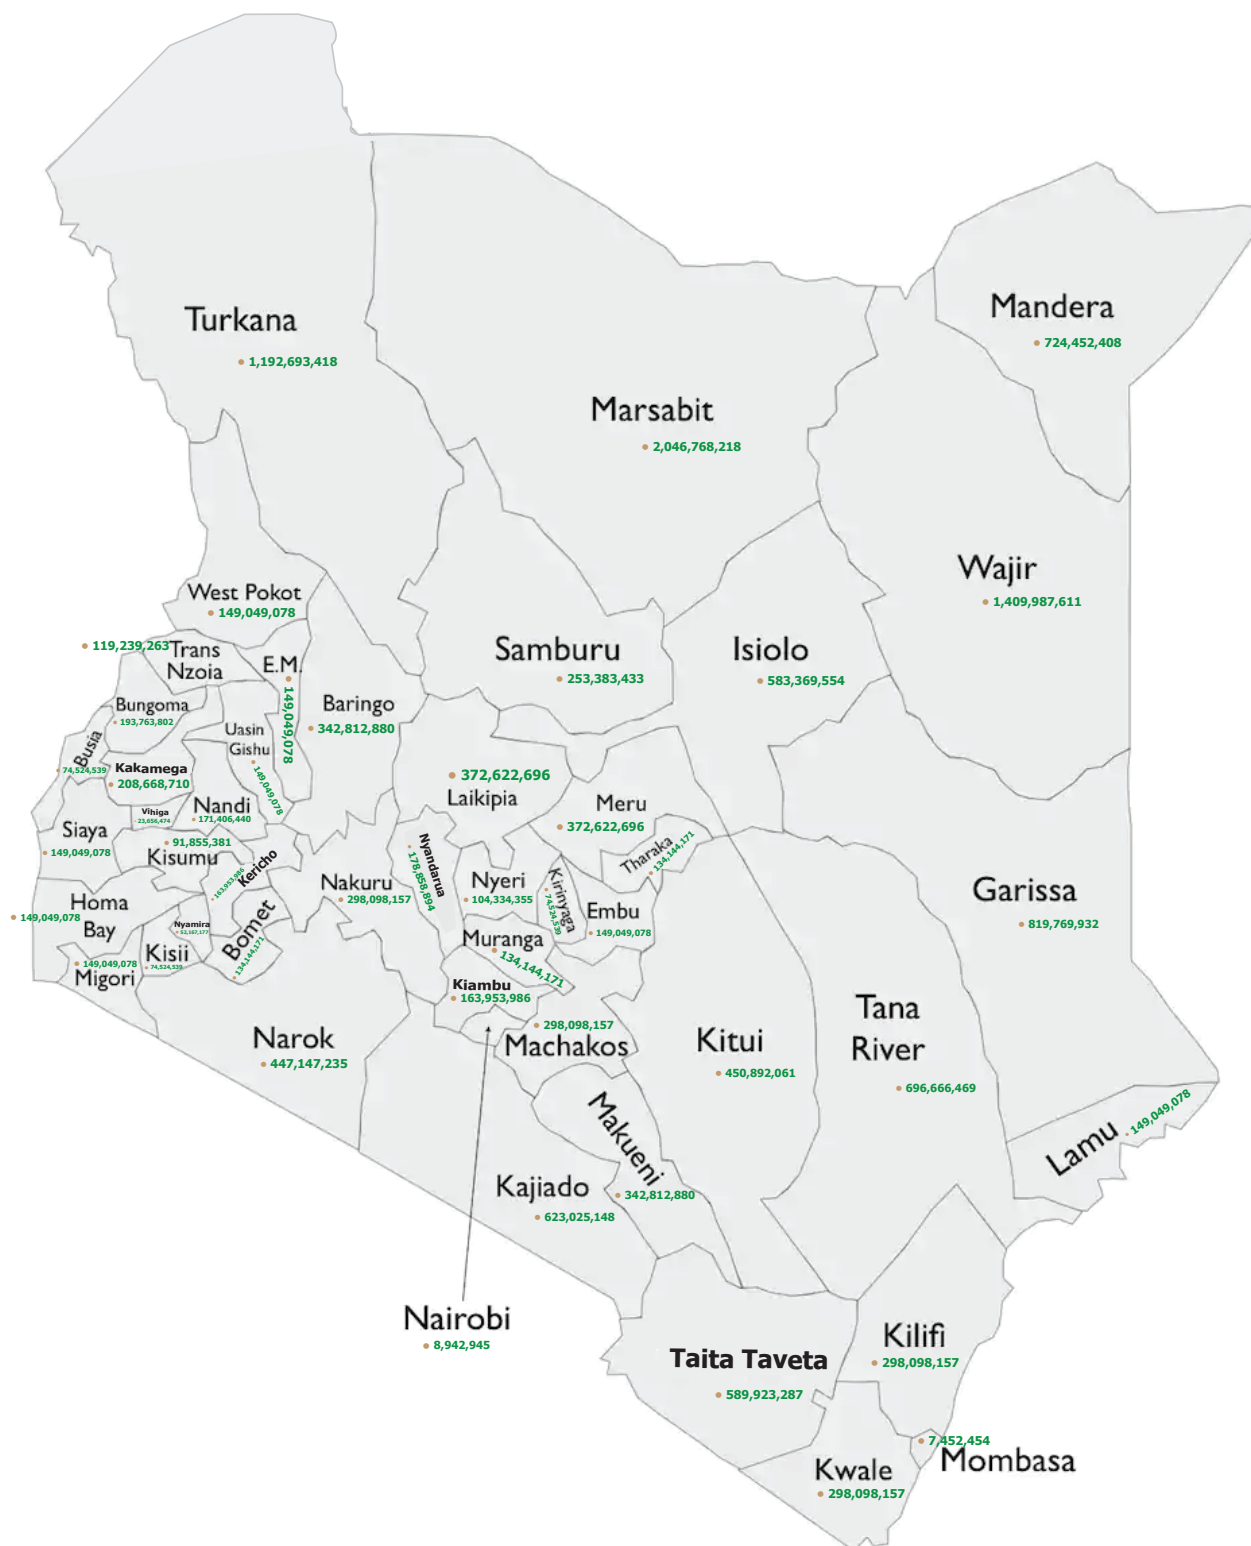 Turkana
1,192,693,418
Mandera
724,452,408
Marsabit
2,046,768,218
Wajir
1,409,987,611
West Pokot
149,049,078
119,239,263
Trans
Nzoia
E.M.
149,049,078
Samburu
253,383,433
Isiolo
583,369,554
Bungoma
193,763,802
Baringo
342,812,880
Uasin
Gishu
149,049,078
Busia
74,524,539
Kakamega
208,668,710
372,622,696
Laikipia
Meru
372,622,696
Vihiga
23,656,474
Nandi
171,406,440
Siaya
149,049,078
91,855,381
Kisumu
Kericho
163,953,986
Nyandarua
178,858,894
Tharaka
134,144,171
Nakuru
298,098,157
Nyeri
104,334,355
Kirinyaga
74,524,539
Embu
149,049,078
Garissa
819,769,932
Homa
Bay
149,049,078
Nyamira
52,167,177
Bomet
134,144,171
Kisii
74,524,539
149,049,078
Migori
Muranga
134,144,171
Kiambu
163,953,986
298,098,157
Machakos
Narok
447,147,235
Kitui
450,892,061
Tana
River
696,666,469
Lamu
149,049,078
Makueni
342,812,880
Kajiado
623,025,148
Nairobi
8,942,945
Taita Taveta
589,923,287
Kilifi
298,098,157
7,452,454
Mombasa
Kwale
298,098,157